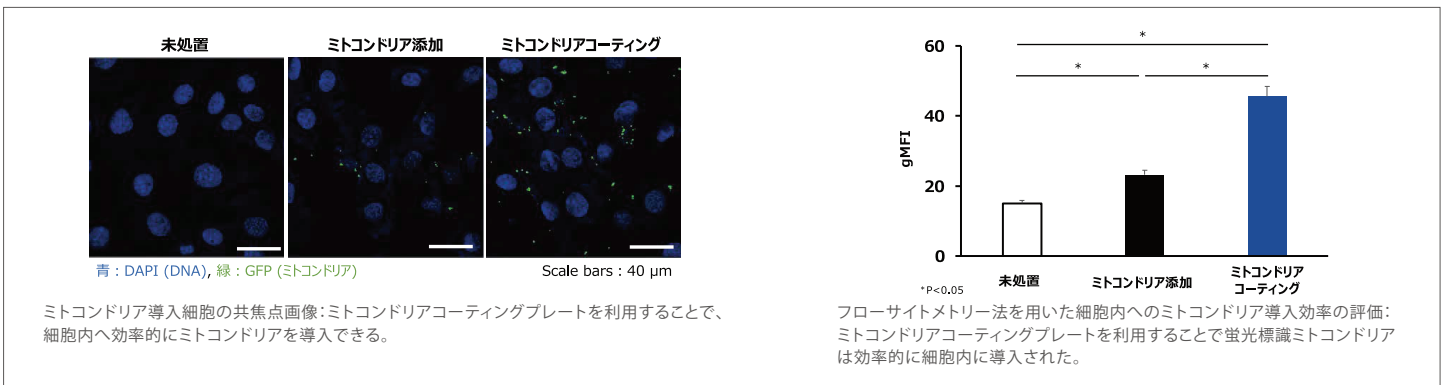 未処置
ミトコンドリア添加
ミトコンドリアコーティング
青：DAPI (DNA), 緑：GFP (ミトコンドリア)
Scale bars : 40 μm
ミトコンドリア導入細胞の共焦点画像：ミトコンドリアコーティングプレートを利用することで、
細胞内へ効率的にミトコンドリアを導入できる。
60
40
20
0
gMFI
*
*
*
未処置
ミトコンドリア添加
ミトコンドリア
コーティング
*P<0.05
フローサイトメトリー法を用いた細胞内へのミトコンドリア導入効率の評価：
ミトコンドリアコーティングプレートを利用することで蛍光標識ミトコンドリア
は効率的に細胞内に導入された。